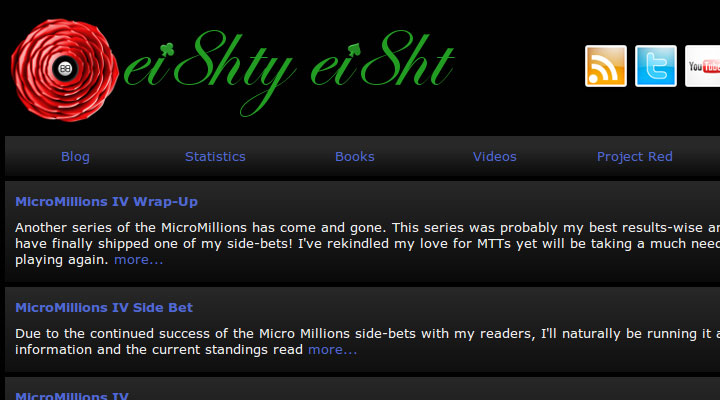 88
ei8hty ei8ht
You Tube
Blog Statistics Books Videos Project Red
MicroMillions IV Wrap-Up
Another series of the MicroMillions has come and gone. This series was probably my best results-wise
have finally shipped one of my side-bets! I've rekindled my love for MTTs yet will be taking a much
playing again. more...
MicroMillions IV Side Bet
Due to the continued success of the Micro Millions side-bets with my readers, I'll naturally be running it
information and the current standings read more...
MicroMillions IV